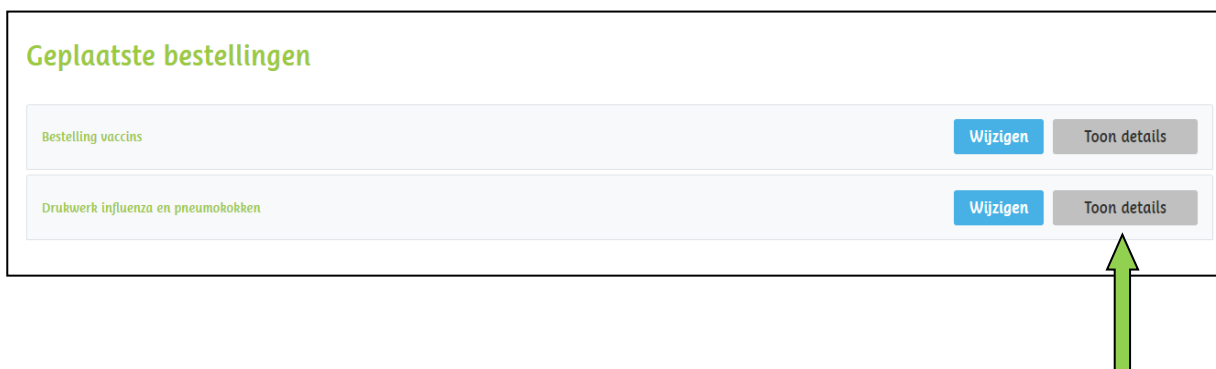 Geplaatste bestellingen
Bestelling vaccins Wijzigen Toon details
Drukwerk influenza en pneumokokken Wijzigen Toon details